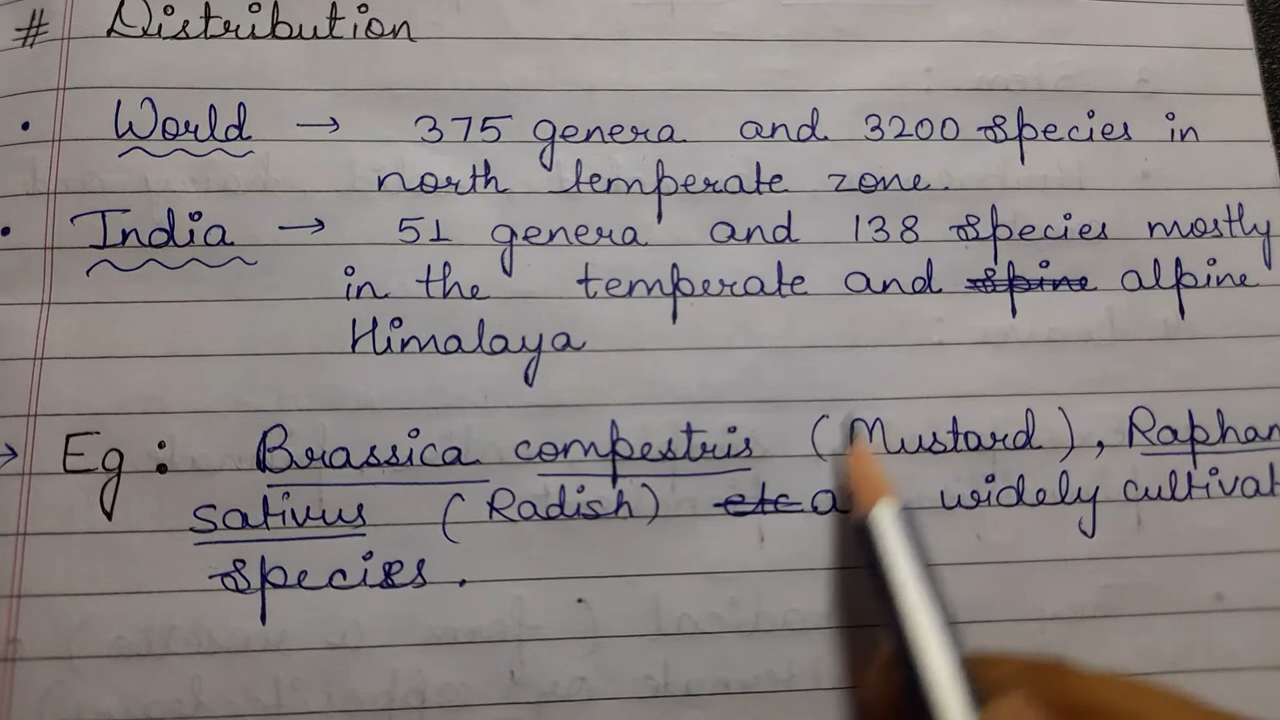 # Distribution
• World → 375 genera and 3200 species in
north temperate zone.
• India → 51 genera and 138 species mostly
in the temperate and ~~spine~~ alpine
Himalaya
→ Eg: Brassica compestris (Mustard), Raphan
sativus (Radish) ~~etc~~ a widely cultivat
species.